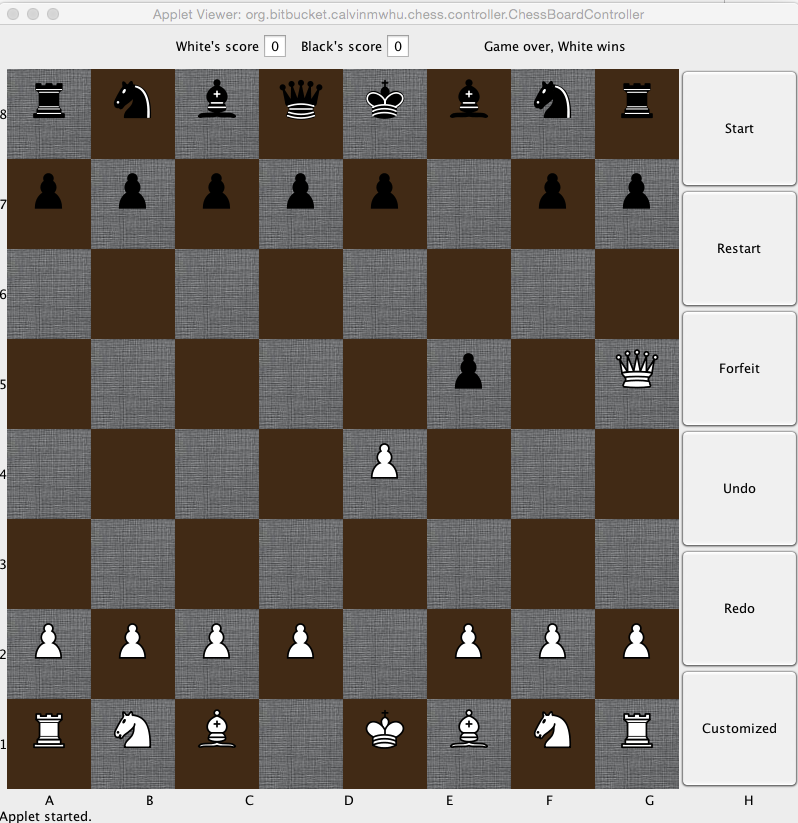 Applet Viewer: org.bitbucket.calvinmwhu.chess.controller.ChessBoardController
White's score 0 Black's score 0 Game over, White wins
8
Start
7
Restart
6
Forfeit
5
4
Undo
3
Redo
2
Customized
1
A B C D E F G H
Applet started.